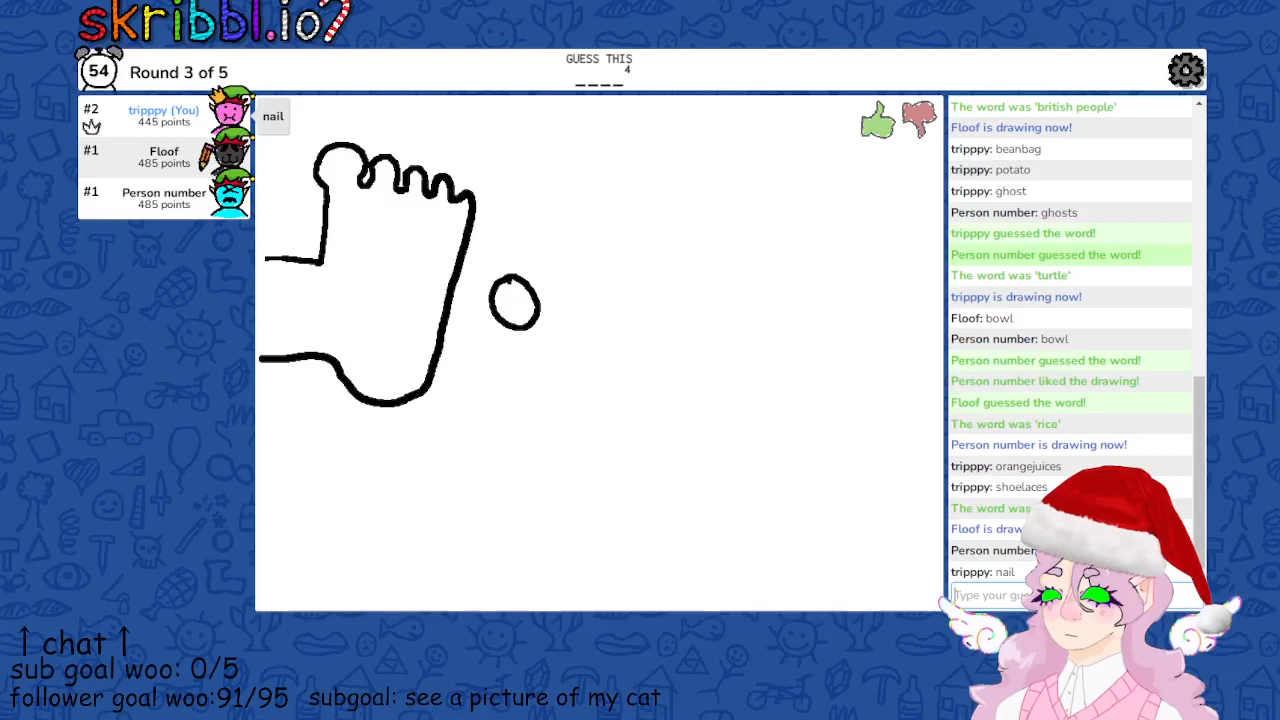 skribbl.io
54
Round 3 of 5
GUESS THIS
4
____
#2
tripppy (You)
445 points
#1
Floof
485 points
#1
Person number
485 points
nail
The word was 'british people'
Floof is drawing now!
tripppy: beanbag
tripppy: potato
tripppy: ghost
Person number: ghosts
tripppy guessed the word!
Person number guessed the word!
The word was 'turtle'
tripppy is drawing now!
Floof: bowl
Person number: bowl
Person number guessed the word!
Person number liked the drawing!
Floof guessed the word!
The word was 'rice'
Person number is drawing now!
tripppy: orangejuices
tripppy: shoelaces
The word was
Floof is
Person number
tripppy: nail
Type your
↑ chat ↑
sub goal woo: 0/5
follower goal woo:91/95 subgoal: see a picture of my cat